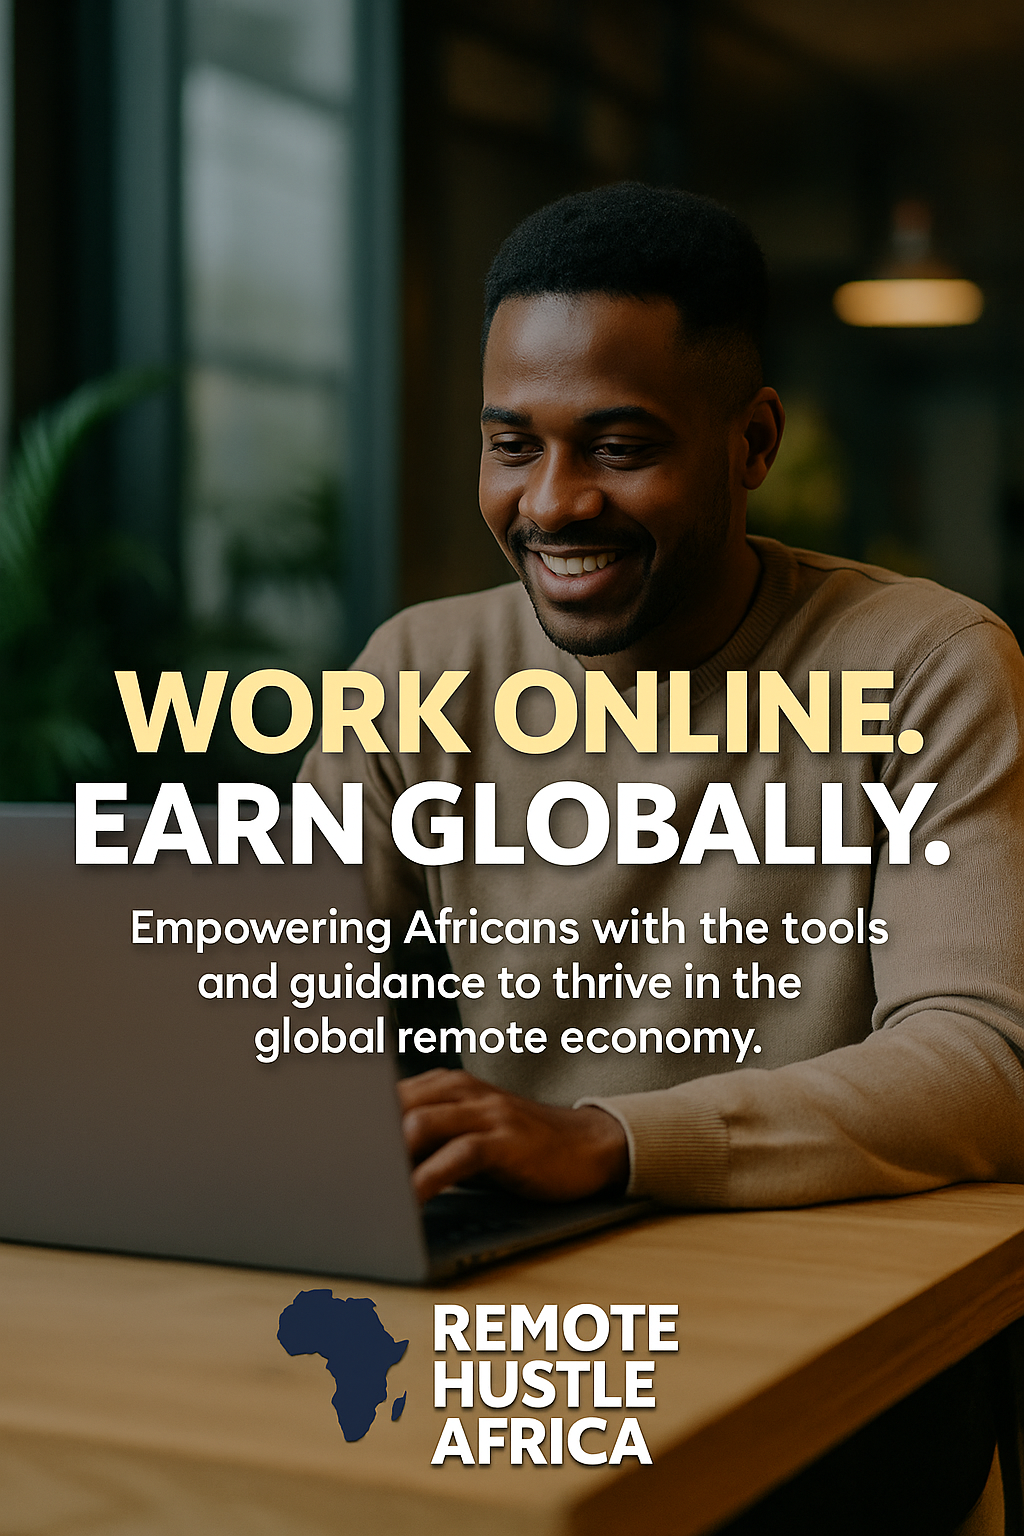 WORK ONLINE.
EARN GLOBALLY.
Empowering Africans with the tools
and guidance to thrive in the
global remote economy.
REMOTE
HUSTLE
AFRICA